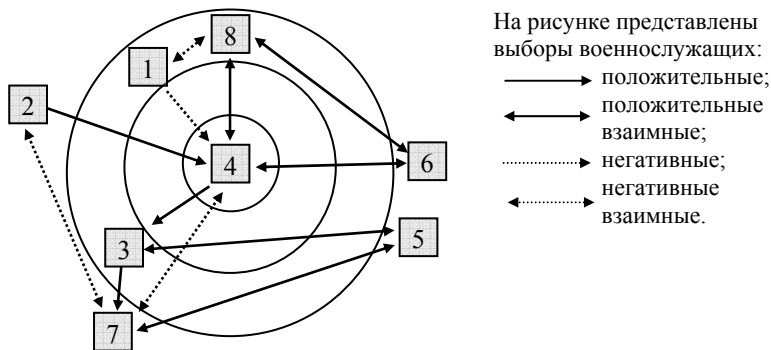 8
1
2
4
6
3
5
7
На рисунке представлены
выборы военнослужащих:
положительные;
положительные
взаимные;
негативные;
негативные
взаимные.